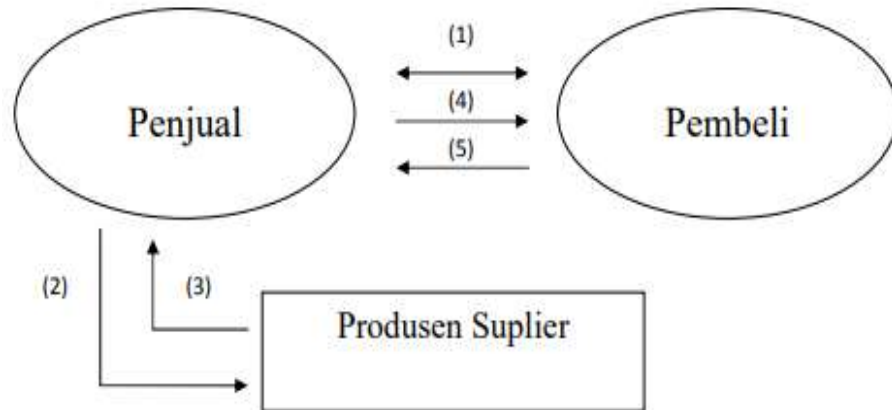 (1)
Penjual
(4)
Pembeli
(5)
(2)
(3)
Produsen Suplier